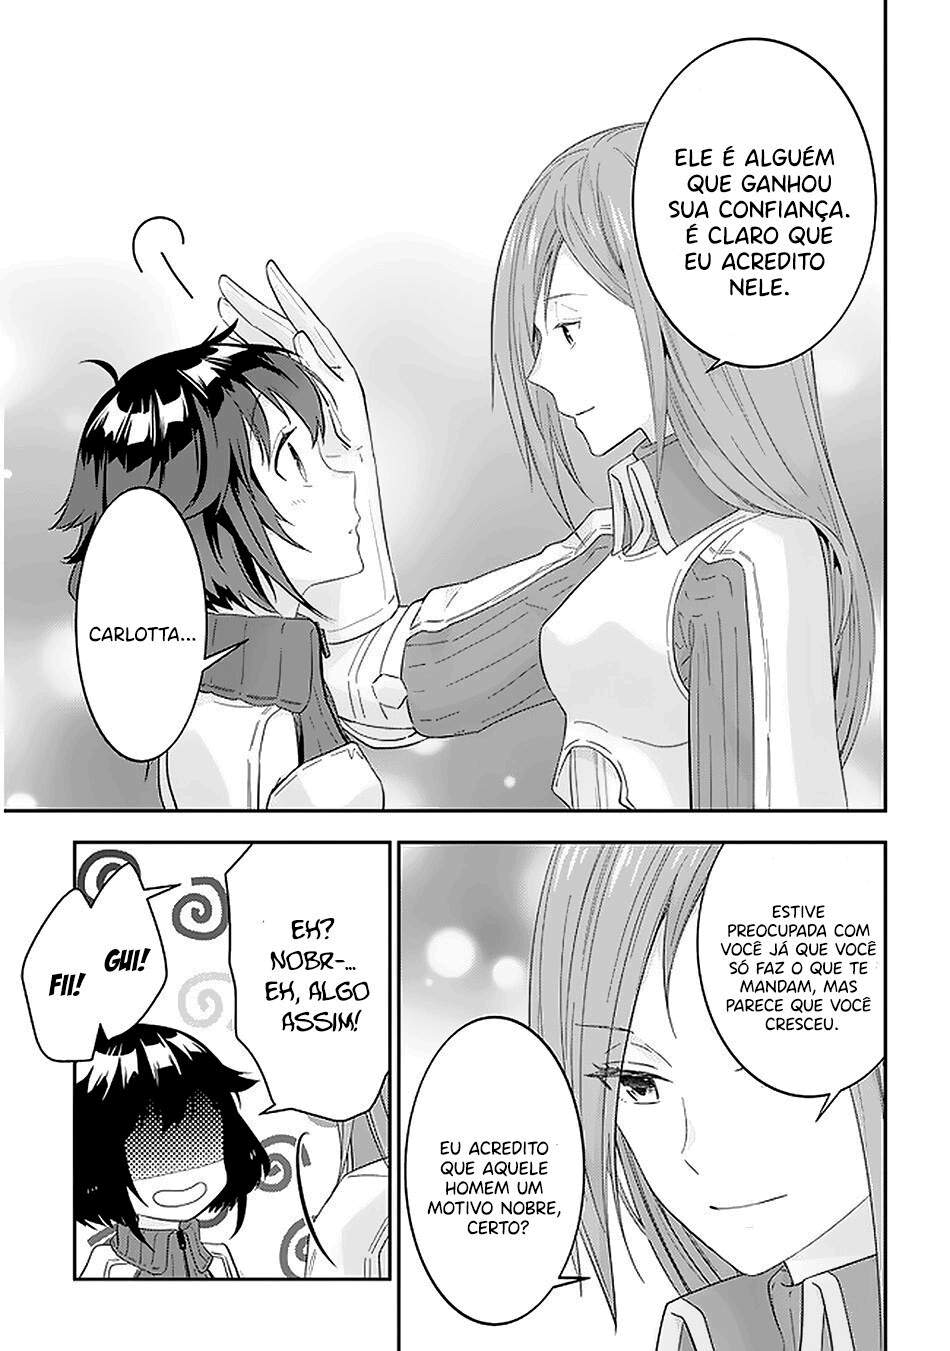 ELE É ALGUÉM
QUE GANHOU
SUA CONFIANÇA.
É CLARO QUE
EU ACREDITO
NELE.
CARLOTTA...
ESTIVE
PREOCUPADA COM
VOCÊ JÁ QUE VOCÊ
SÓ FAZ O QUE TE
MANDAM, MAS
PARECE QUE VOCÊ
CRESCEU.
EU ACREDITO
QUE AQUELE
HOMEM UM
MOTIVO NOBRE,
CERTO?
EH?
NOBR-...
EH, ALGO
ASSIM!
GUI!
FII!